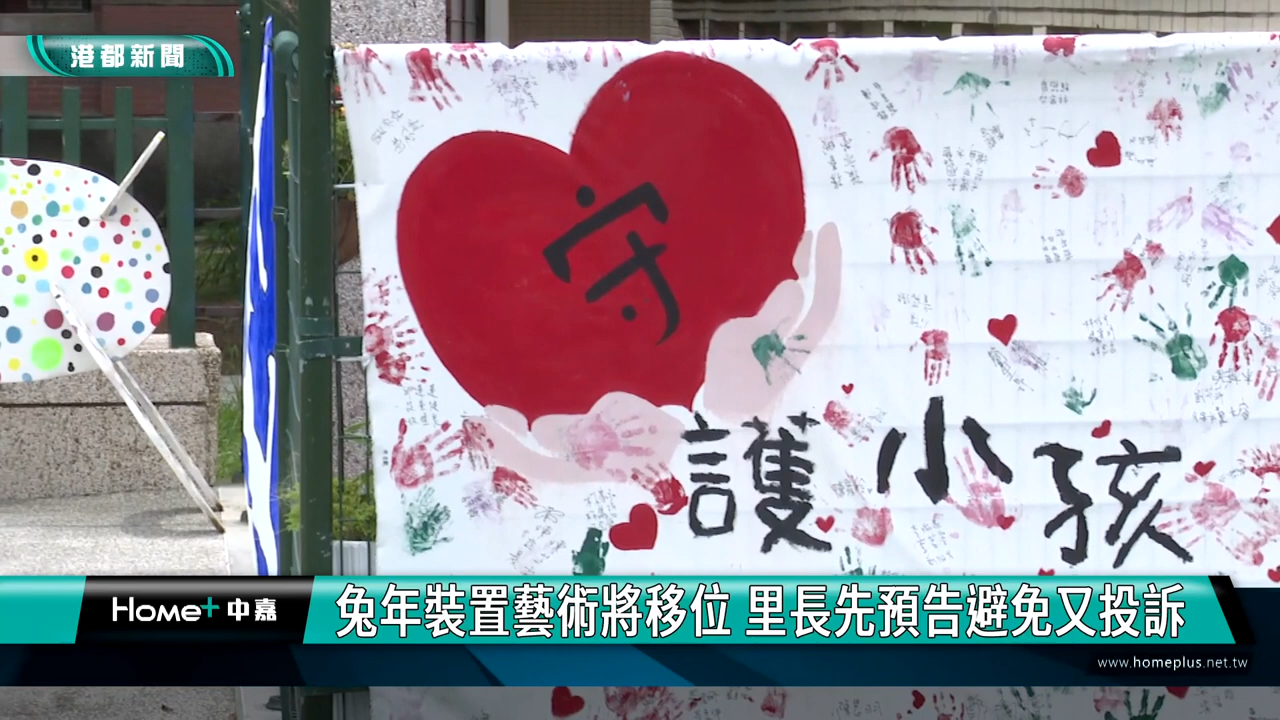 港都新聞
守
護小孩
Home+中嘉
兔年裝置藝術將移位 里長先預告避免又投訴
www.homeplus.net.tw